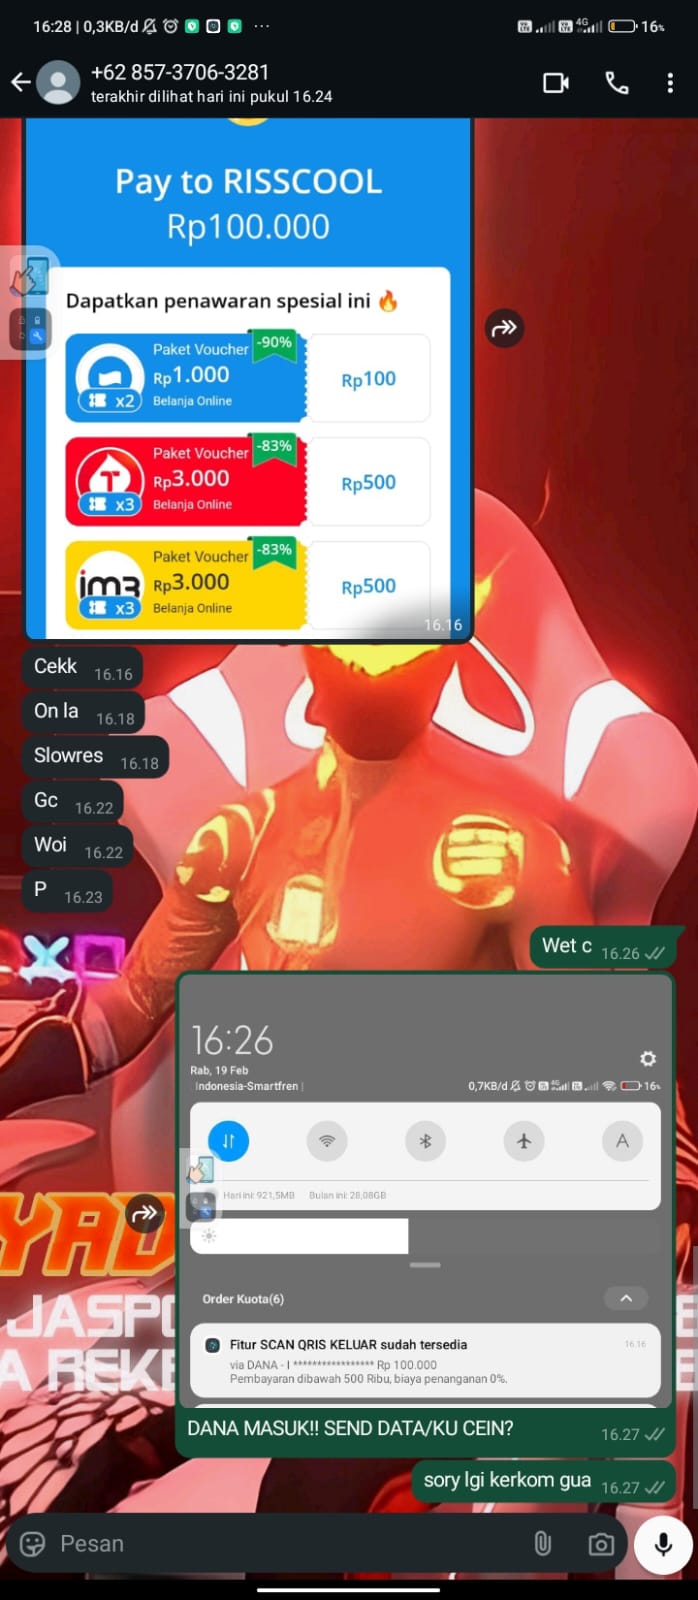 16:28 | 0,3KB/d
4G
16%
+62 857-3706-3281
terakhir dilihat hari ini pukul 16.24
Pay to RISSCOOL
Rp100.000
Dapatkan penawaran spesial ini 🔥
Paket Voucher
-90%
Rp1.000
x2
Belanja Online
Rp100
Paket Voucher
-83%
Rp3.000
x3
Belanja Online
Rp500
Paket Voucher
-83%
im3
Rp3.000
x3
Belanja Online
Rp500
16.16
Cekk 16.16
On la 16.18
Slowres 16.18
Gc 16.22
Woi 16.22
P 16.23
Wet c 16.26
16:26
Rab, 19 Feb
Indonesia-Smartfren |
0,7KB/d
4G
16%
Hari ini: 921,5MB Bulan ini: 28,08GB
Order Kuota(6)
Fitur SCAN QRIS KELUAR sudah tersedia
16.16
via DANA - I ***************** Rp 100.000
Pembayaran dibawah 500 Ribu, biaya penanganan 0%.
DANA MASUK!! SEND DATA/KU CEIN?
16.27
sory lgi kerkom gua 16.27
YAD
JASP
A REKE
Pesan